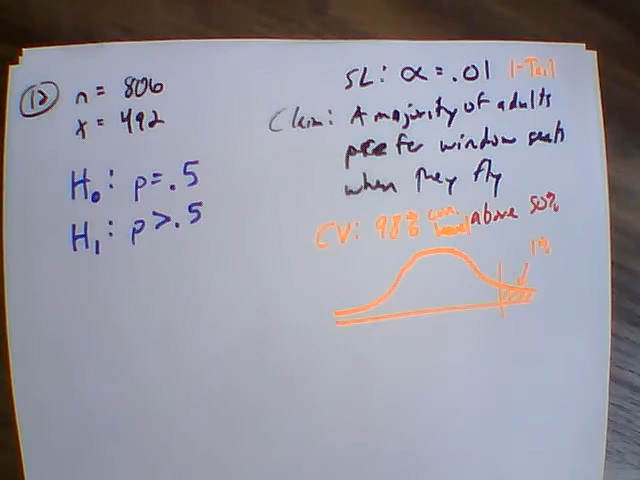 12
n = 806
x = 492
H₀: p = .5
H₁: p > .5
SL: α = .01 1-Tail
Claim: A majority of adults
prefer window seats
when they fly
above 50%
CV: 98% con. level
1%